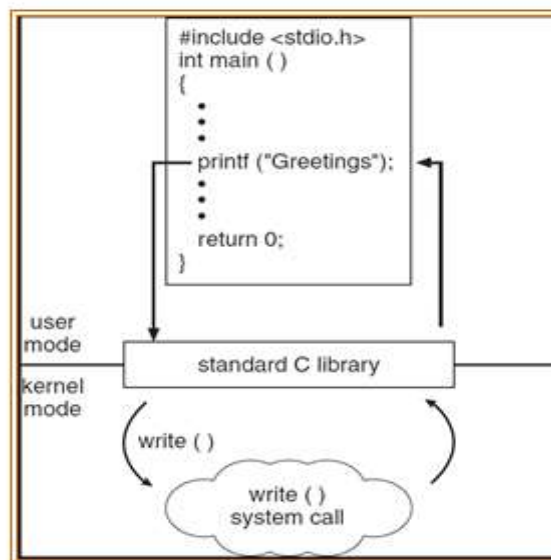 #include <stdio.h>
int main ( )
{
•
•
•
printf ("Greetings");
•
•
•
return 0;
}
user
mode
standard C library
kernel
mode
write ( )
write ( )
system call